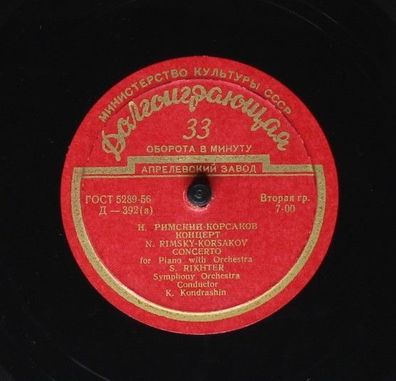 МИНИСТЕРСТВО КУЛЬТУРЫ СССР
Долгоиграющая
33
ОБОРОТА В МИНУТУ
АПРЕЛЕВСКИЙ ЗАВОД
ГОСТ 5289-56
Д—392(а)
Вторая гр.
7-00
Н. РИМСКИЙ-КОРСАКОВ
КОНЦЕРТ
N. RIMSKY-KORSAKOV
CONCERTO
for Piano with Orchestra
S. RIKHTER
Symphony Orchestra
Conductor
K. Kondrashin